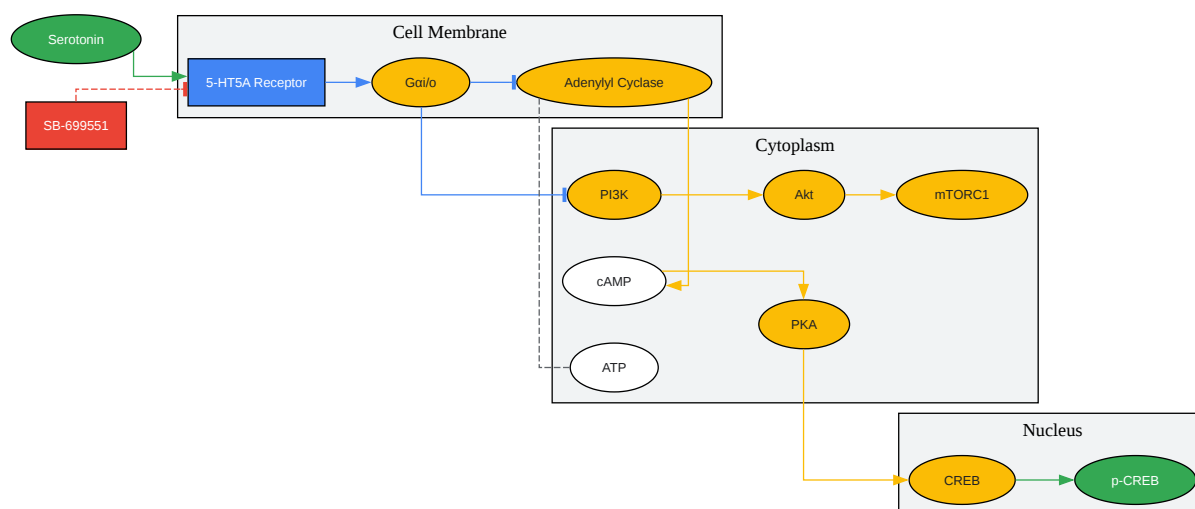 Serotonin
Cell Membrane
5-HT5A Receptor
Gαi/o
Adenylyl Cyclase
SB-699551
Cytoplasm
PI3K
Akt
mTORC1
cAMP
PKA
ATP
Nucleus
CREB
p-CREB